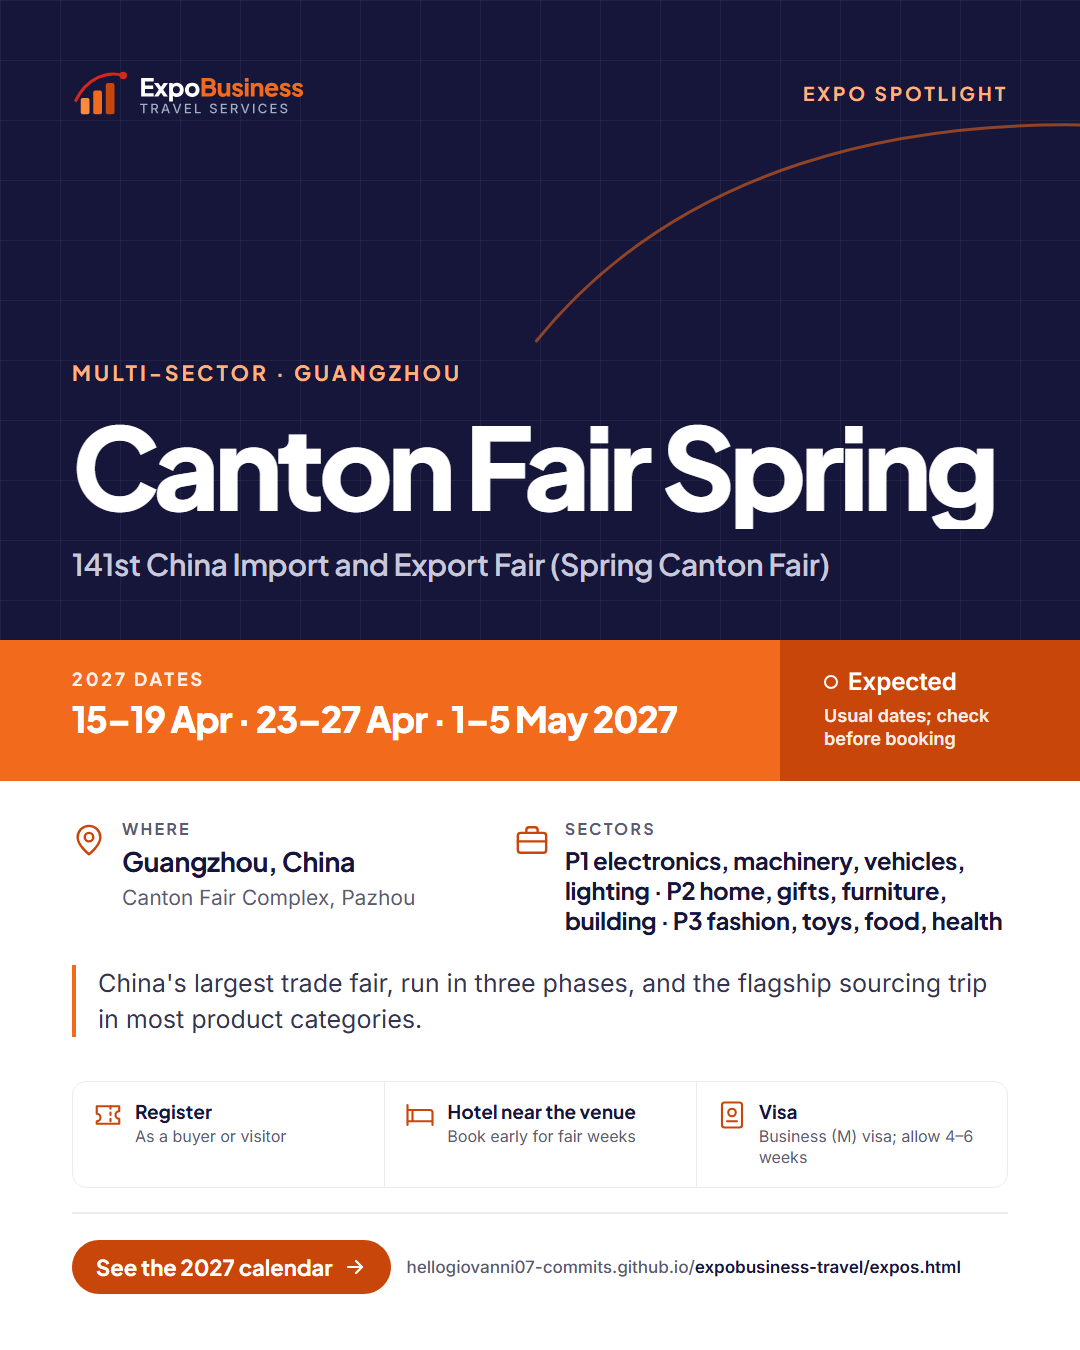 ExpoBusiness
TRAVEL SERVICES
EXPO SPOTLIGHT
MULTI-SECTOR · GUANGZHOU
Canton Fair Spring
141st China Import and Export Fair (Spring Canton Fair)
2027 DATES
15–19 Apr · 23–27 Apr · 1–5 May 2027
Expected
Usual dates; check
before booking
WHERE
Guangzhou, China
Canton Fair Complex, Pazhou
SECTORS
P1 electronics, machinery, vehicles,
lighting · P2 home, gifts, furniture,
building · P3 fashion, toys, food, health
China's largest trade fair, run in three phases, and the flagship sourcing trip
in most product categories.
Register
As a buyer or visitor
Hotel near the venue
Book early for fair weeks
Visa
Business (M) visa; allow 4–6
weeks
See the 2027 calendar →
hellogiovanni07-commits.github.io/expobusiness-travel/expos.html